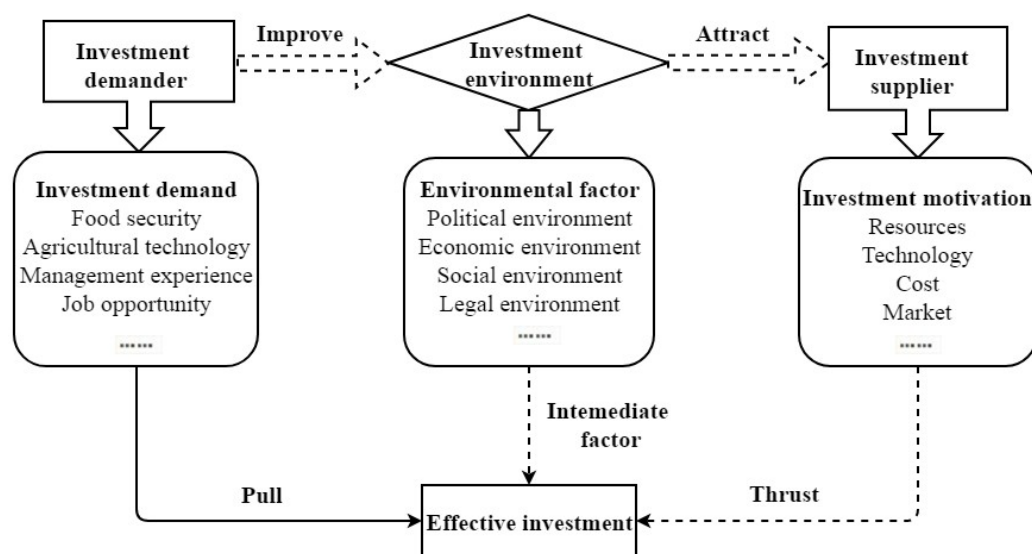 Improve
Attract
Investment
demander
Investment
environment
Investment
supplier
Investment demand
Food security
Agricultural technology
Management experience
Job opportunity
……
Environmental factor
Political environment
Economic environment
Social environment
Legal environment
……
Investment motivation
Resources
Technology
Cost
Market
……
Intemediate
factor
Pull
Thrust
Effective investment